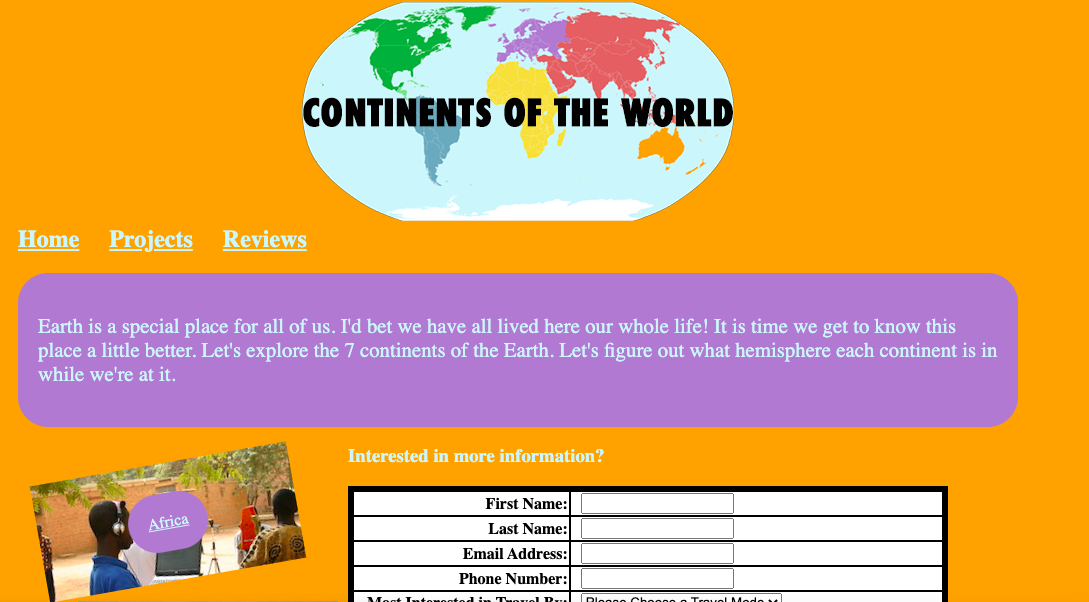 CONTINENTS OF THE WORLD
Home Projects Reviews
Earth is a special place for all of us. I'd bet we have all lived here our whole life! It is time we get to know this
place a little better. Let's explore the 7 continents of the Earth. Let's figure out what hemisphere each continent is in
while we're at it.
Africa
Interested in more information?
First Name:
Last Name:
Email Address:
Phone Number:
Most Interested in Travel By: Please Choose a Travel Mode